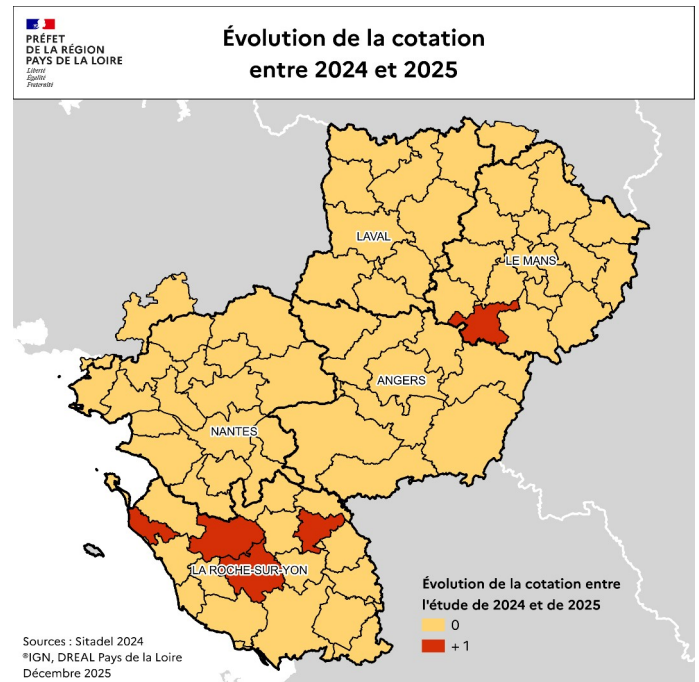 PRÉFET
DE LA RÉGION
PAYS DE LA LOIRE
Liberté
Égalité
Fraternité
Évolution de la cotation
entre 2024 et 2025
LAVAL
LE MANS
ANGERS
NANTES
LA ROCHE-SUR-YON
Évolution de la cotation entre
l'étude de 2024 et de 2025
0
+ 1
Sources : Sitadel 2024
®IGN, DREAL Pays de la Loire
Décembre 2025